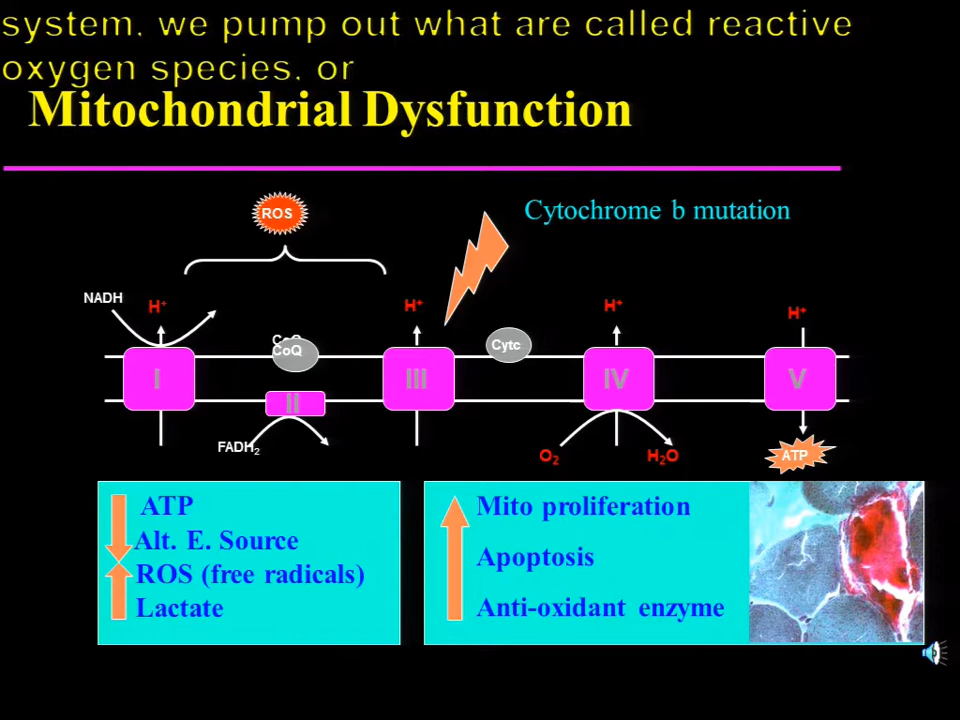 system. we pump out what are called reactive
oxygen species. or
Mitochondrial Dysfunction
ROS
Cytochrome b mutation
NADH
H+
H+
H+
H+
CoQ
CoQ
Cytc
I
II
III
IV
V
FADH2
O2
H2O
ATP
ATP
Alt. E. Source
ROS (free radicals)
Lactate
Mito proliferation
Apoptosis
Anti-oxidant enzyme